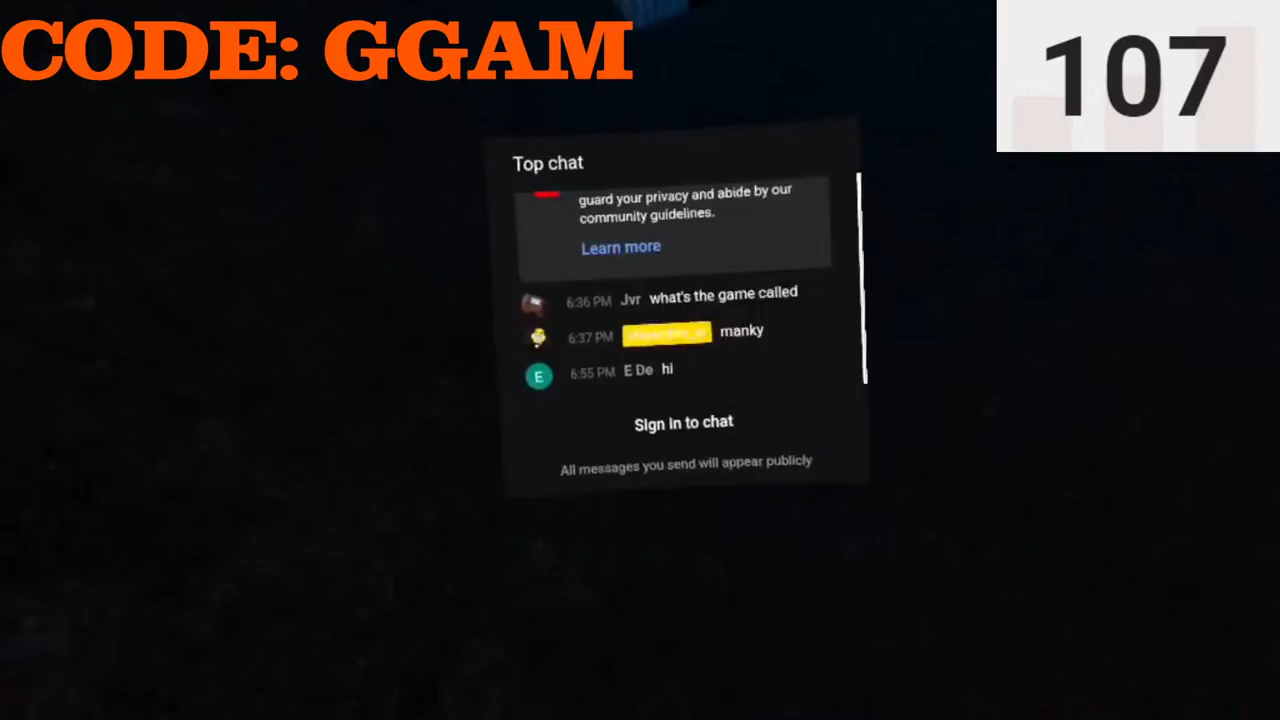 CODE: GGAM
107
Top chat
guard your privacy and abide by our
community guidelines.
Learn more
6:36 PM Jvr what's the game called
6:37 PM manky
E
6:55 PM E De hi
Sign in to chat
All messages you send will appear publicly